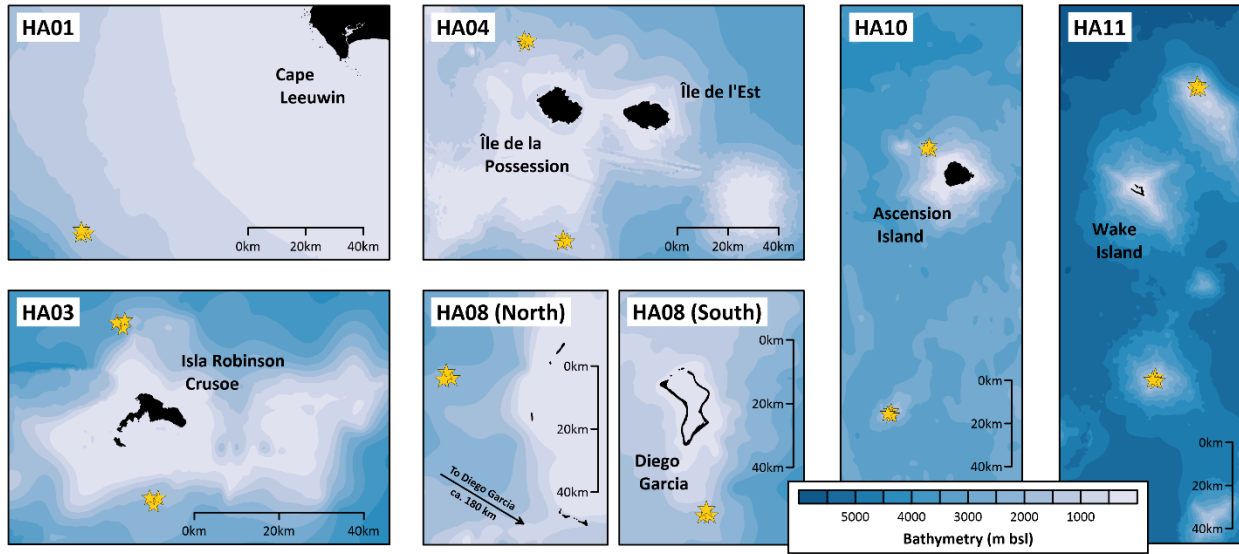 HA01
Cape
Leeuwin
0km
20km
40km
HA04
Île de l'Est
Île de la
Possession
0km
20km
40km
HA10
Ascension
Island
0km
20km
40km
HA11
Wake
Island
0km
20km
40km
HA03
Isla Robinson
Crusoe
0km
20km
40km
HA08 (North)
0km
20km
40km
To Diego Garcia
ca. 180 km
HA08 (South)
0km
20km
40km
Diego
Garcia
5000
4000
3000
2000
1000
Bathymetry (m bsl)